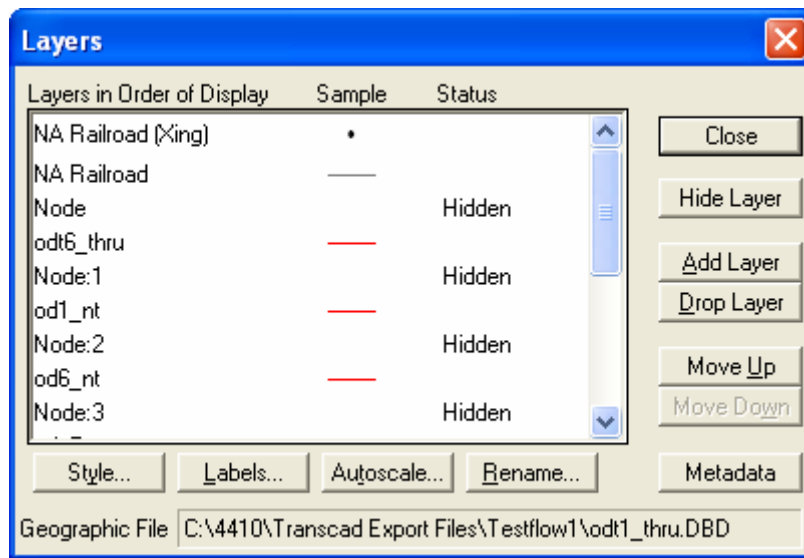 Layers
Layers in Order of Display Sample Status
NA Railroad (Xing)
NA Railroad
Node Hidden
odt6_thru
Node:1 Hidden
od1_nt
Node:2 Hidden
od6_nt
Node:3 Hidden
Close
Hide Layer
Add Layer
Drop Layer
Move Up
Move Down
Style... Labels... Autoscale... Rename... Metadata
Geographic File C:\4410\Transcad Export Files\Testflow1\odt1_thru.DBD